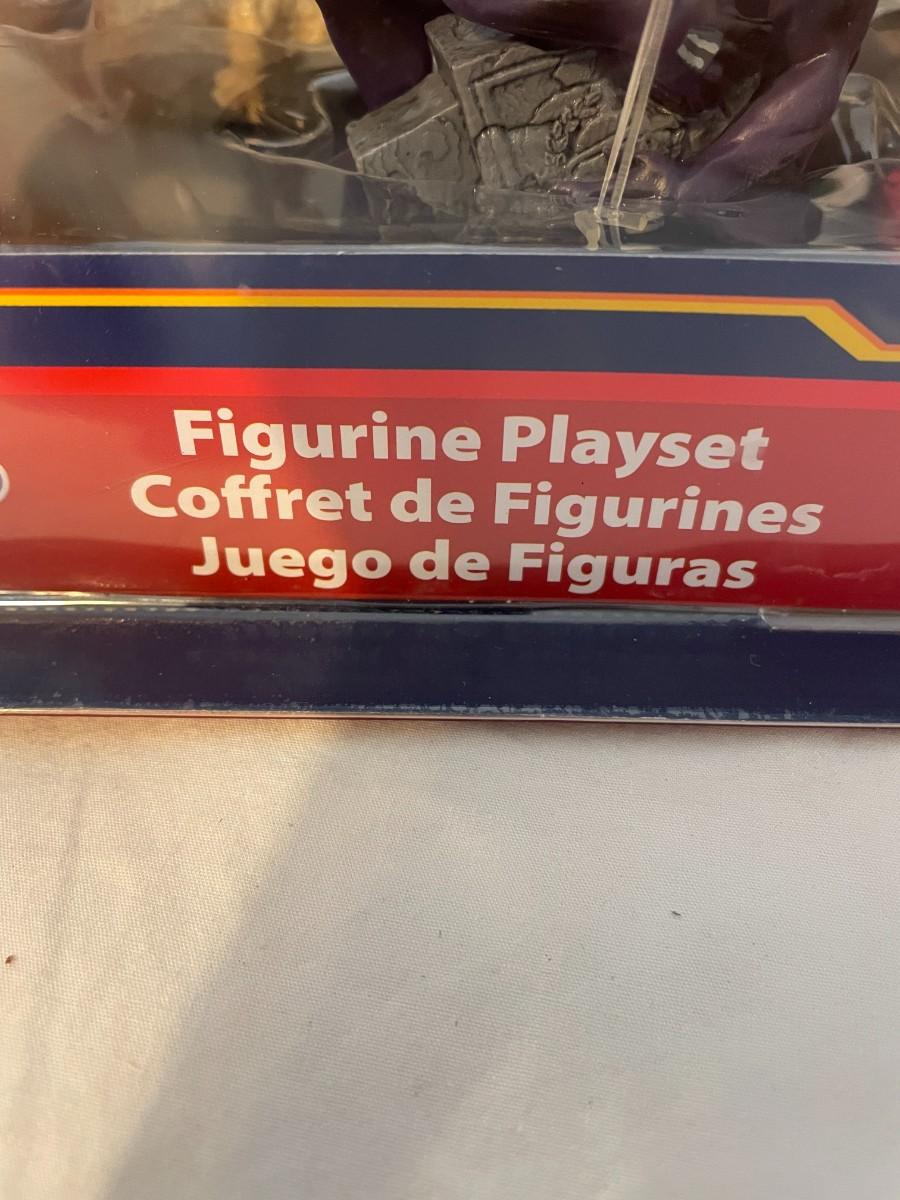 Figurine Playset
Coffret de Figurines
Juego de Figuras